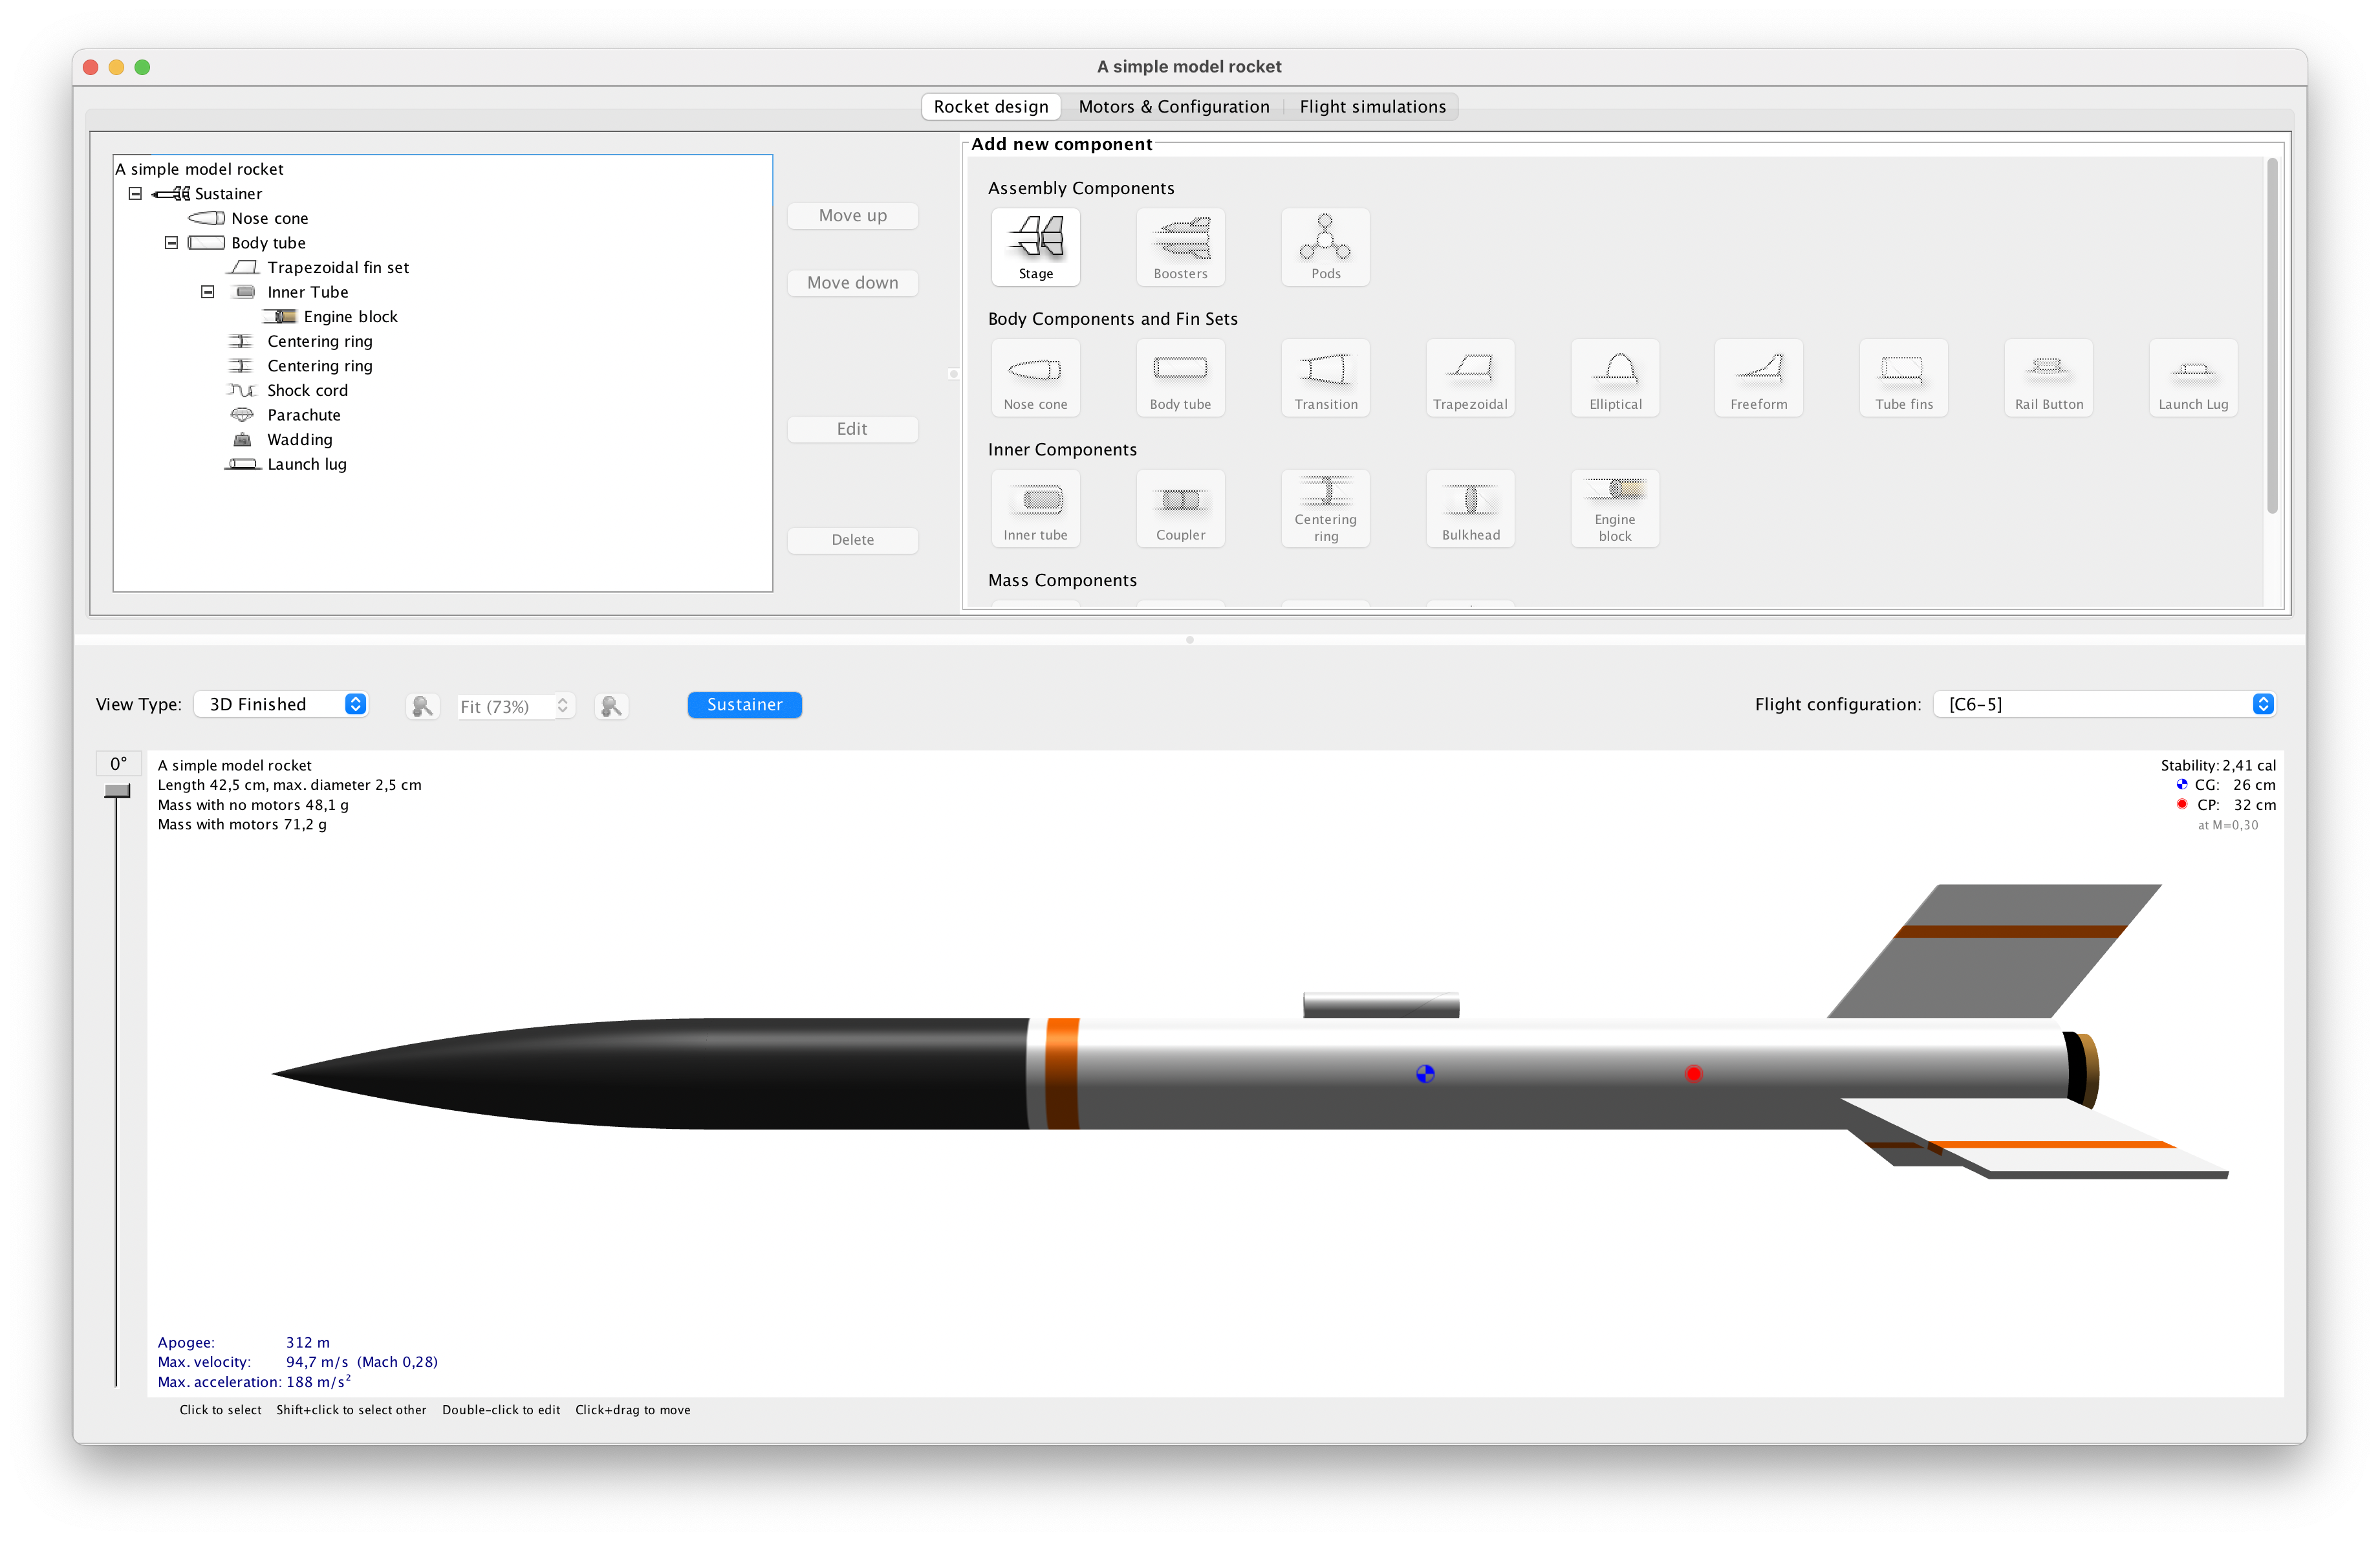 A simple model rocket
Rocket design Motors & Configuration Flight simulations
A simple model rocket
Sustainer
Nose cone
Body tube
Trapezoidal fin set
Inner Tube
Engine block
Centering ring
Centering ring
Shock cord
Parachute
Wadding
Launch lug
Move up
Move down
Edit
Delete
Add new component
Assembly Components
Stage Boosters Pods
Body Components and Fin Sets
Nose cone Body tube Transition Trapezoidal Elliptical Freeform Tube fins Rail Button Launch Lug
Inner Components
Inner tube Coupler Centering ring Bulkhead Engine block
Mass Components
View Type: 3D Finished Fit (73%) Sustainer Flight configuration: [C6-5]
0°
A simple model rocket
Length 42,5 cm, max. diameter 2,5 cm
Mass with no motors 48,1 g
Mass with motors 71,2 g
Stability: 2,41 cal
CG: 26 cm
CP: 32 cm
at M=0,30
Apogee: 312 m
Max. velocity: 94,7 m/s (Mach 0,28)
Max. acceleration: 188 m/s²
Click to select Shift+click to select other Double-click to edit Click+drag to move